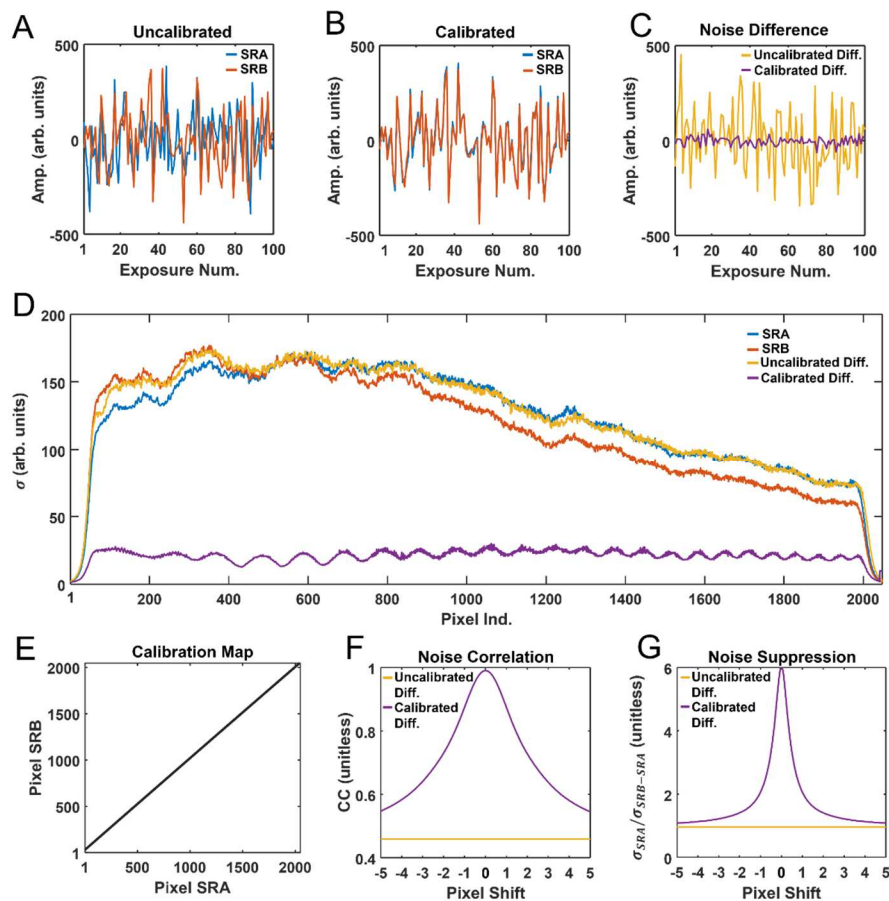 A
Uncalibrated
500
0
-500
Amp. (arb. units)
SRA
SRB
1 20 40 60 80 100
Exposure Num.
B
Calibrated
500
0
-500
Amp. (arb. units)
SRA
SRB
1 20 40 60 80 100
Exposure Num.
C
Noise Difference
500
0
-500
Amp. (arb. units)
Uncalibrated Diff.
Calibrated Diff.
1 20 40 60 80 100
Exposure Num.
D
200
150
100
50
0
σ (arb. units)
SRA
SRB
Uncalibrated Diff.
Calibrated Diff.
1 200 400 600 800 1000 1200 1400 1600 1800 2000
Pixel Ind.
E
Calibration Map
2000
1500
1000
500
1
Pixel SRB
1 500 1000 1500 2000
Pixel SRA
F
Noise Correlation
1
0.8
0.6
0.4
CC (unitless)
Uncalibrated
Diff.
Calibrated
Diff.
-5 -4 -3 -2 -1 0 1 2 3 4 5
Pixel Shift
G
Noise Suppression
6
4
2
0
σSRA/σSRB−SRA (unitless)
Uncalibrated
Diff.
Calibrated
Diff.
-5 -4 -3 -2 -1 0 1 2 3 4 5
Pixel Shift